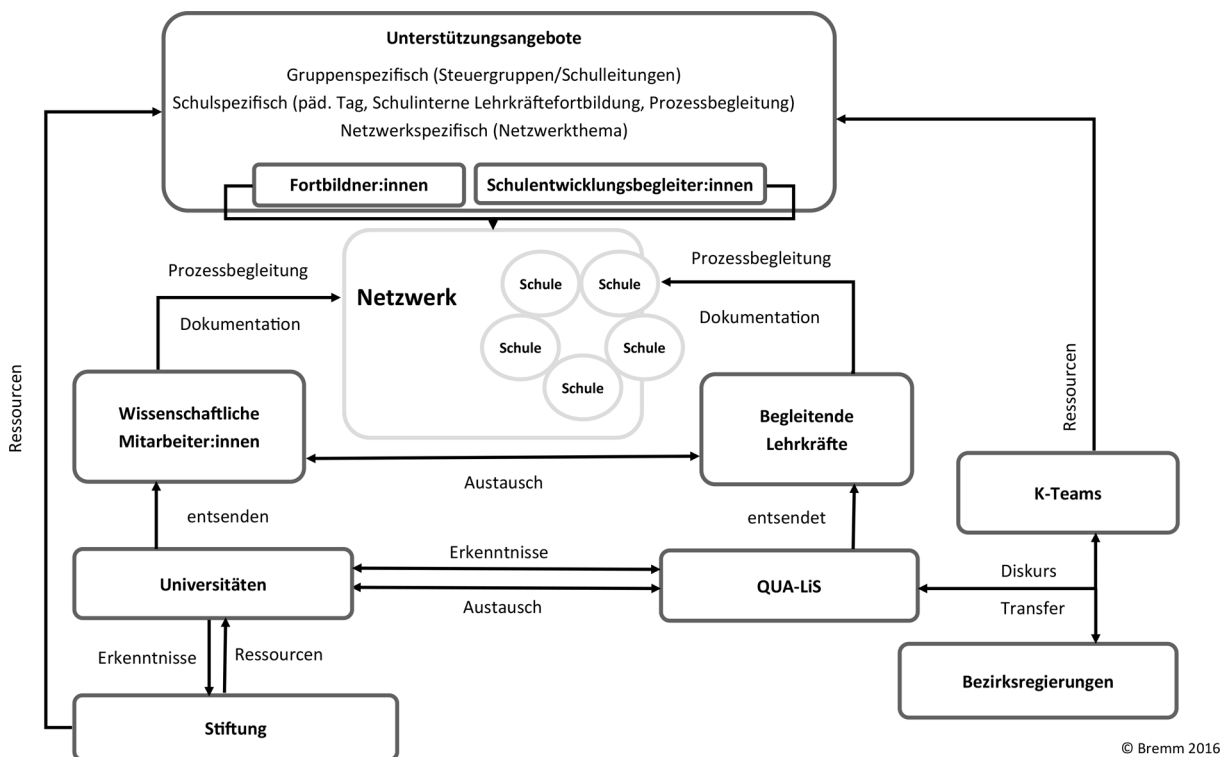 Unterstützungsangebote
Gruppenspezifisch (Steuergruppen/Schulleitungen)
Schulspezifisch (päd. Tag, Schulinterne Lehrkräftefortbildung, Prozessbegleitung)
Netzwerkspezifisch (Netzwerkthema)
Fortbildner:innen
Schulentwicklungsbegleiter:innen
Prozessbegleitung
Dokumentation
Netzwerk
Schule
Schule
Schule
Schule
Schule
Prozessbegleitung
Dokumentation
Ressourcen
Ressourcen
Wissenschaftliche
Mitarbeiter:innen
Begleitende
Lehrkräfte
Austausch
K-Teams
entsenden
entsendet
Universitäten
Erkenntnisse
Austausch
QUA-LiS
Diskurs
Transfer
Erkenntnisse
Ressourcen
Bezirksregierungen
Stiftung
© Bremm 2016